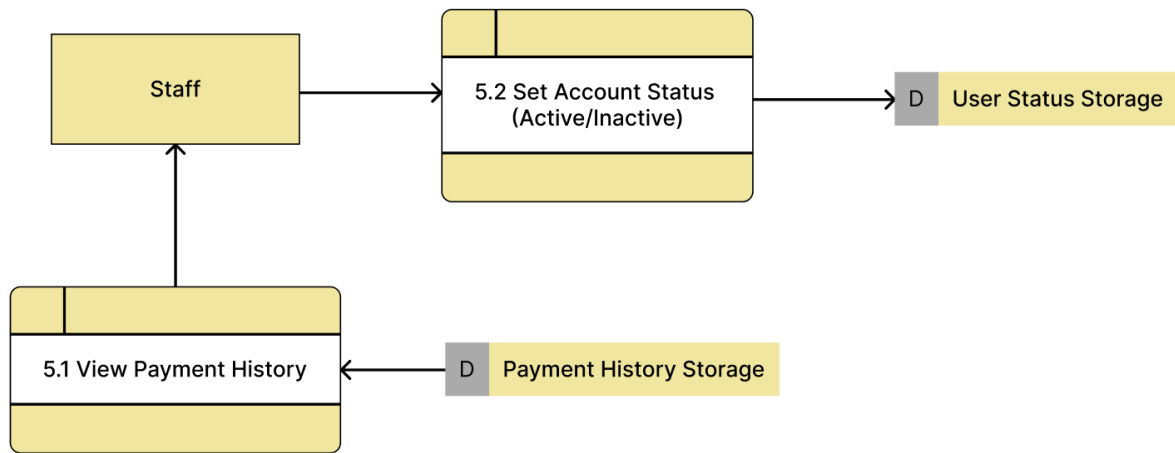 Staff
5.2 Set Account Status
(Active/Inactive)
D
User Status Storage
5.1 View Payment History
D
Payment History Storage